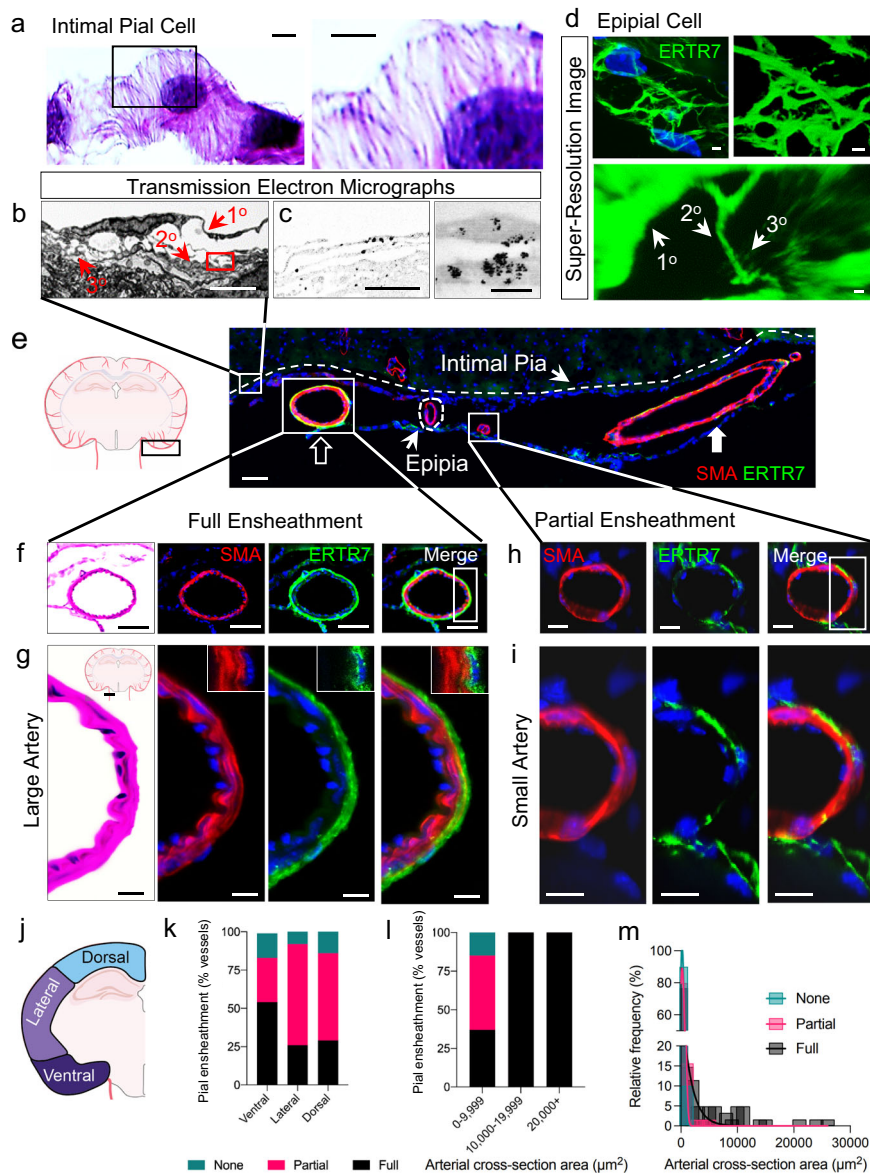 a
Intimal Pial Cell
d
Epipial Cell
Super-Resolution Image
ERTR7
1º
2º
3º
Transmission Electron Micrographs
b
1º
2º
3º
c
e
Intimal Pia
Epipia
SMA ERTR7
Full Ensheathment
Partial Ensheathment
f
SMA
ERTR7
Merge
h
SMA
ERTR7
Merge
g
Large Artery
i
Small Artery
j
Dorsal
Lateral
Ventral
k
Pial ensheathment (% vessels)
100
75
50
25
0
Ventral
Lateral
Dorsal
l
Pial ensheathment (% vessels)
100
75
50
25
0
0-9,999
10,000-19,999
20,000+
Arterial cross-section area (µm²)
None
Partial
Full
m
Relative frequency (%)
100
80
60
20
15
10
5
0
None
Partial
Full
0
10000
20000
30000
Arterial cross-section area (µm²)